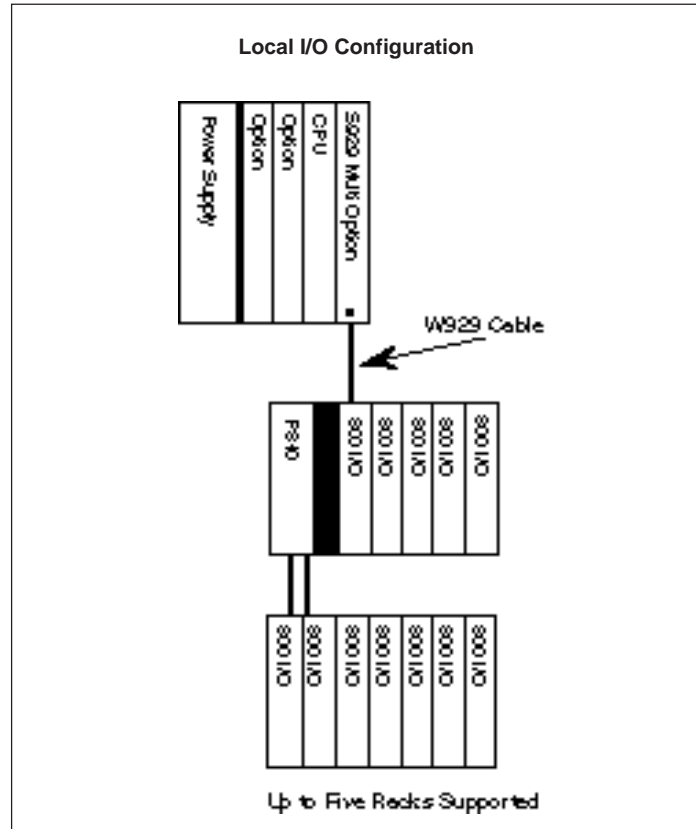 Local I/O Configuration
Power Supply
Option
Option
CPU
S929 Multi Option
W929 Cable
P810
800 I/O
800 I/O
800 I/O
800 I/O
800 I/O
800 I/O
800 I/O
800 I/O
800 I/O
800 I/O
800 I/O
800 I/O
Up to Five Racks Supported